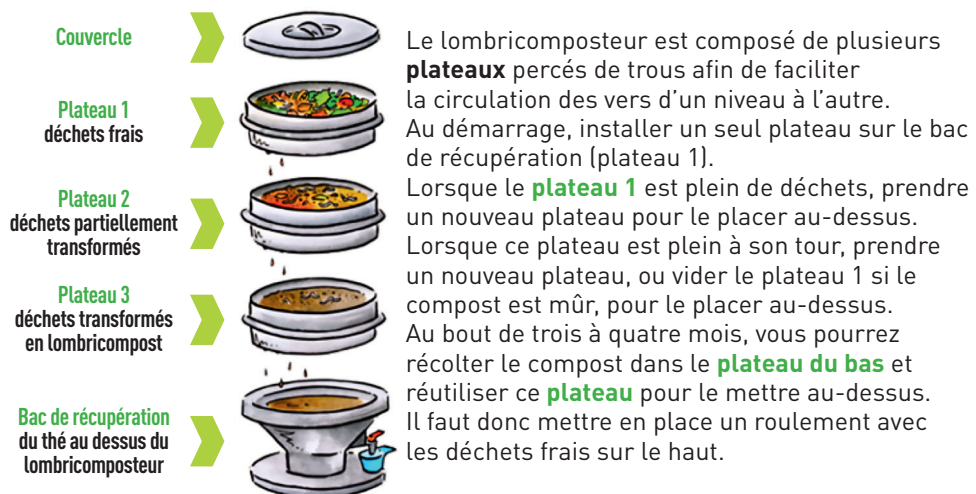 Couvercle
Plateau 1
déchets frais
Plateau 2
déchets partiellement
transformés
Plateau 3
déchets transformés
en lombricompost
Bac de récupération
du thé au dessus du
lombricomposteur
Le lombricomposteur est composé de plusieurs
plateaux percés de trous afin de faciliter
la circulation des vers d’un niveau à l’autre.
Au démarrage, installer un seul plateau sur le bac
de récupération (plateau 1).
Lorsque le plateau 1 est plein de déchets, prendre
un nouveau plateau pour le placer au-dessus.
Lorsque ce plateau est plein à son tour, prendre
un nouveau plateau, ou vider le plateau 1 si le
compost est mûr, pour le placer au-dessus.
Au bout de trois à quatre mois, vous pourrez
récolter le compost dans le plateau du bas et
réutiliser ce plateau pour le mettre au-dessus.
Il faut donc mettre en place un roulement avec
les déchets frais sur le haut.